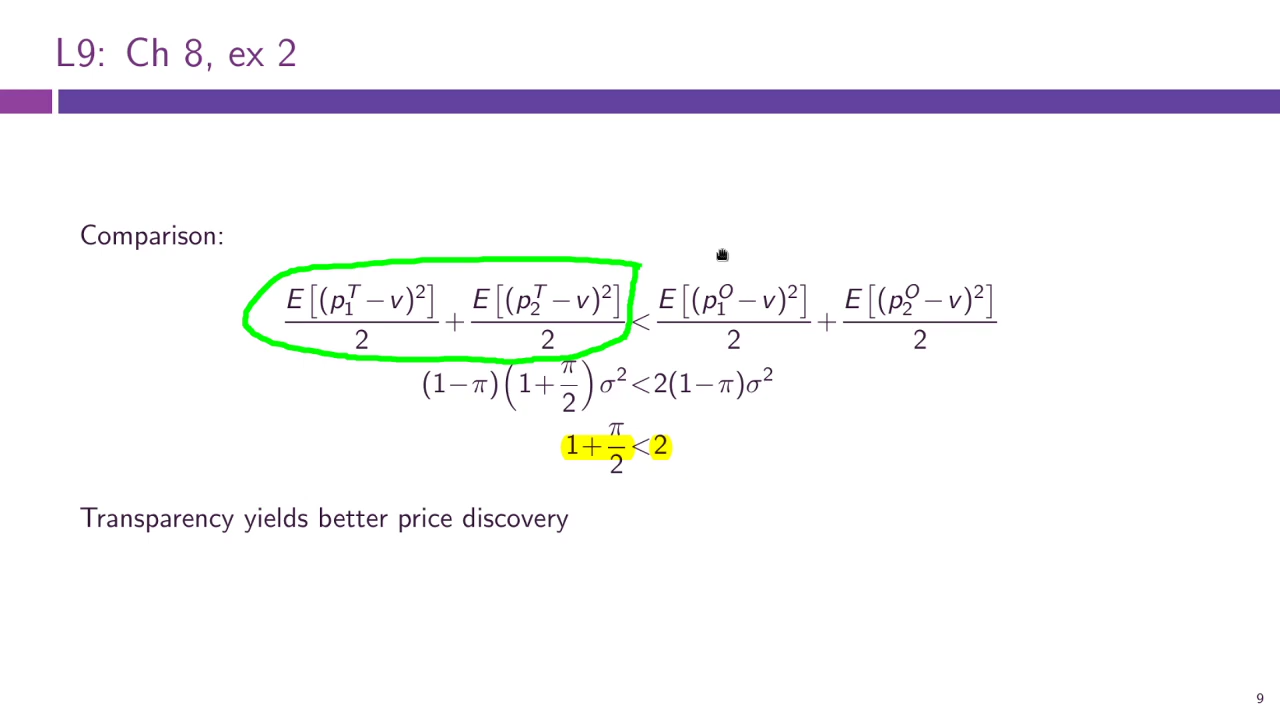 L9: Ch 8, ex 2
Comparison:
E[(p₁ᵀ−v)²]/2 + E[(p₂ᵀ−v)²]/2 < E[(p₁ᴼ−v)²]/2 + E[(p₂ᴼ−v)²]/2
(1−π)(1+π/2)σ²<2(1−π)σ²
1+π/2<2
Transparency yields better price discovery
9